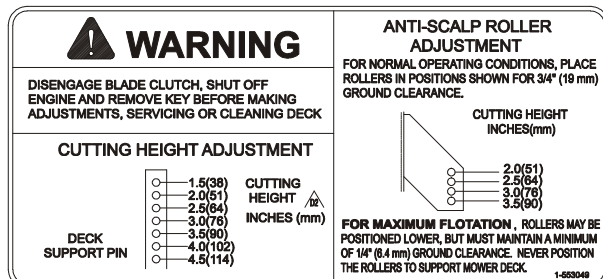 WARNING
DISENGAGE BLADE CLUTCH, SHUT OFF
ENGINE AND REMOVE KEY BEFORE MAKING
ADJUSTMENTS, SERVICING OR CLEANING DECK
CUTTING HEIGHT ADJUSTMENT
1.5(38)
2.0(51)
2.5(64)
3.0(76)
3.5(90)
4.0(102)
4.5(114)
CUTTING
HEIGHT D2
INCHES (mm)
DECK
SUPPORT PIN
ANTI-SCALP ROLLER
ADJUSTMENT
FOR NORMAL OPERATING CONDITIONS, PLACE
ROLLERS IN POSITIONS SHOWN FOR 3/4" (19 mm)
GROUND CLEARANCE.
CUTTING HEIGHT
INCHES(mm)
2.0(51)
2.5(64)
3.0(76)
3.5(90)
FOR MAXIMUM FLOTATION, ROLLERS MAY BE
POSITIONED LOWER, BUT MUST MAINTAIN A MINIMUM
OF 1/4" (6.4 mm) GROUND CLEARANCE. NEVER POSITION
THE ROLLERS TO SUPPORT MOWER DECK.
1-553049